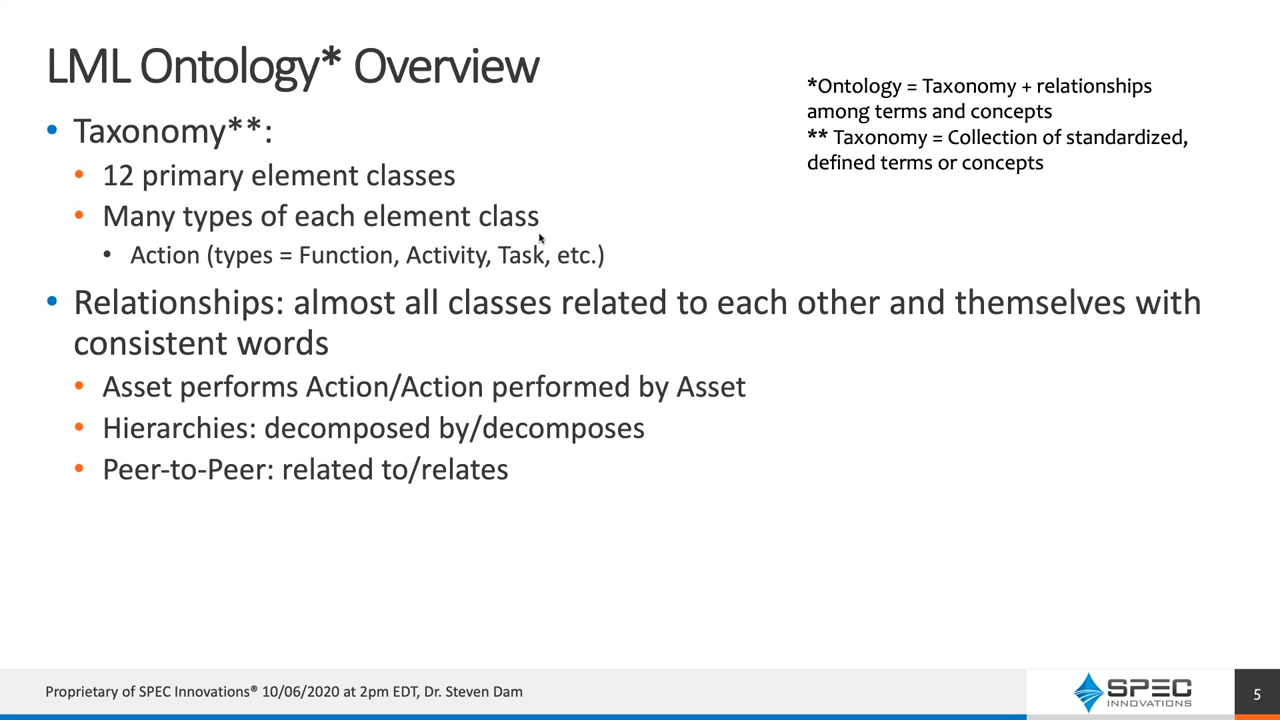 LML Ontology* Overview
*Ontology = Taxonomy + relationships
among terms and concepts
** Taxonomy = Collection of standardized,
defined terms or concepts
• Taxonomy**:
• 12 primary element classes
• Many types of each element class
• Action (types = Function, Activity, Task, etc.)
• Relationships: almost all classes related to each other and themselves with
consistent words
• Asset performs Action/Action performed by Asset
• Hierarchies: decomposed by/decomposes
• Peer-to-Peer: related to/relates
Proprietary of SPEC Innovations® 10/06/2020 at 2pm EDT, Dr. Steven Dam
SPEC
INNOVATIONS
5